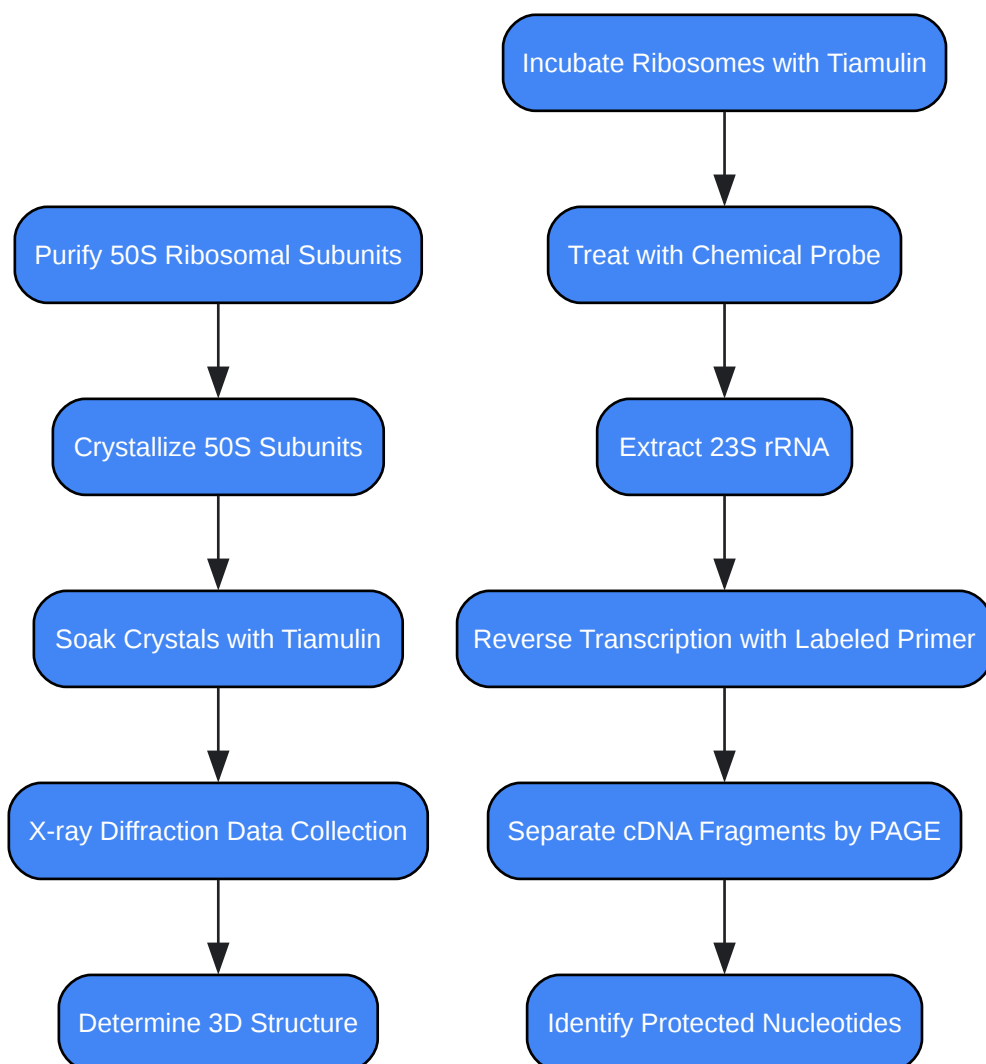 Incubate Ribosomes with Tiamulin
Purify 50S Ribosomal Subunits
Treat with Chemical Probe
Crystallize 50S Subunits
Extract 23S rRNA
Soak Crystals with Tiamulin
Reverse Transcription with Labeled Primer
X-ray Diffraction Data Collection
Separate cDNA Fragments by PAGE
Determine 3D Structure
Identify Protected Nucleotides